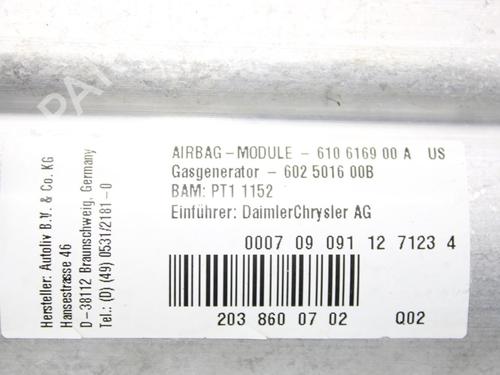 Hersteller: Autoliv B.V. & Co. KG
Hansestrasse 46
D-38112 Braunschweig, Germany
Tel.: (0) (49) 0531/2181-0
AIRBAG-MODULE - 610 6169 00 A US
Gasgenerator - 602 5016 00B
BAM: PT1 1152
Einführer: DaimlerChrysler AG
0007 09 091 12 7123 4
203 860 07 02 Q02
B-PARTS